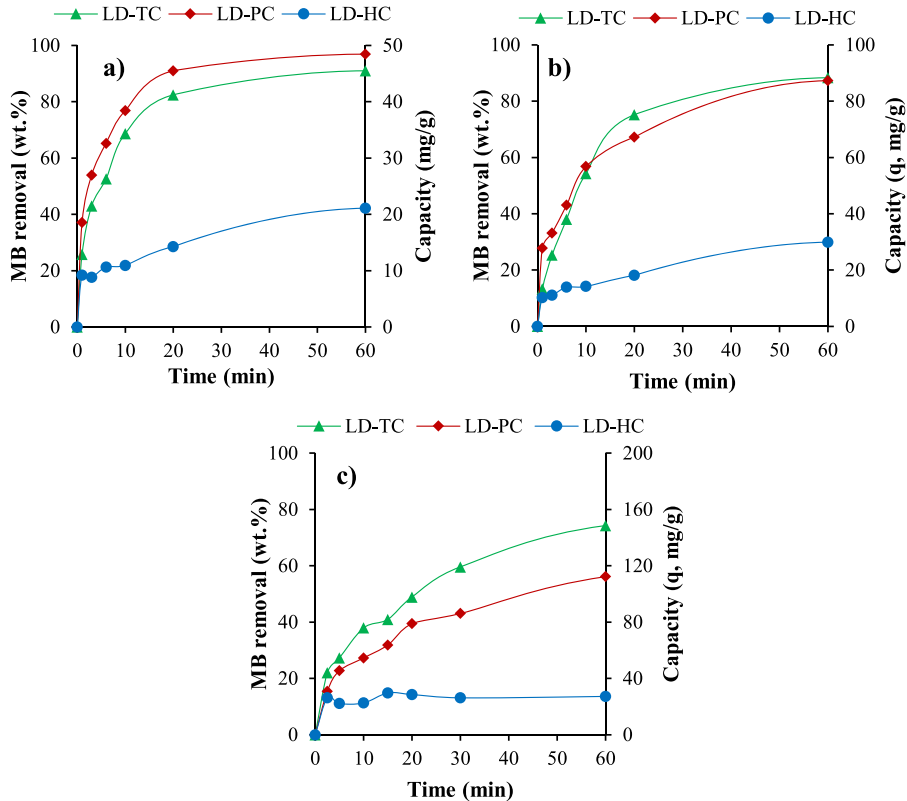 LD-TC LD-PC LD-HC
a)
MB removal (wt.%)
100
80
60
40
20
0
50
40
30
20
10
0
Capacity (mg/g)
0 10 20 30 40 50 60
Time (min)
LD-TC LD-PC LD-HC
b)
MB removal (wt.%)
100
80
60
40
20
0
100
80
60
40
20
0
Capacity (q, mg/g)
0 10 20 30 40 50 60
Time (min)
LD-TC LD-PC LD-HC
c)
MB removal (wt.%)
100
80
60
40
20
0
200
160
120
80
40
0
Capacity (q, mg/g)
0 10 20 30 40 50 60
Time (min)